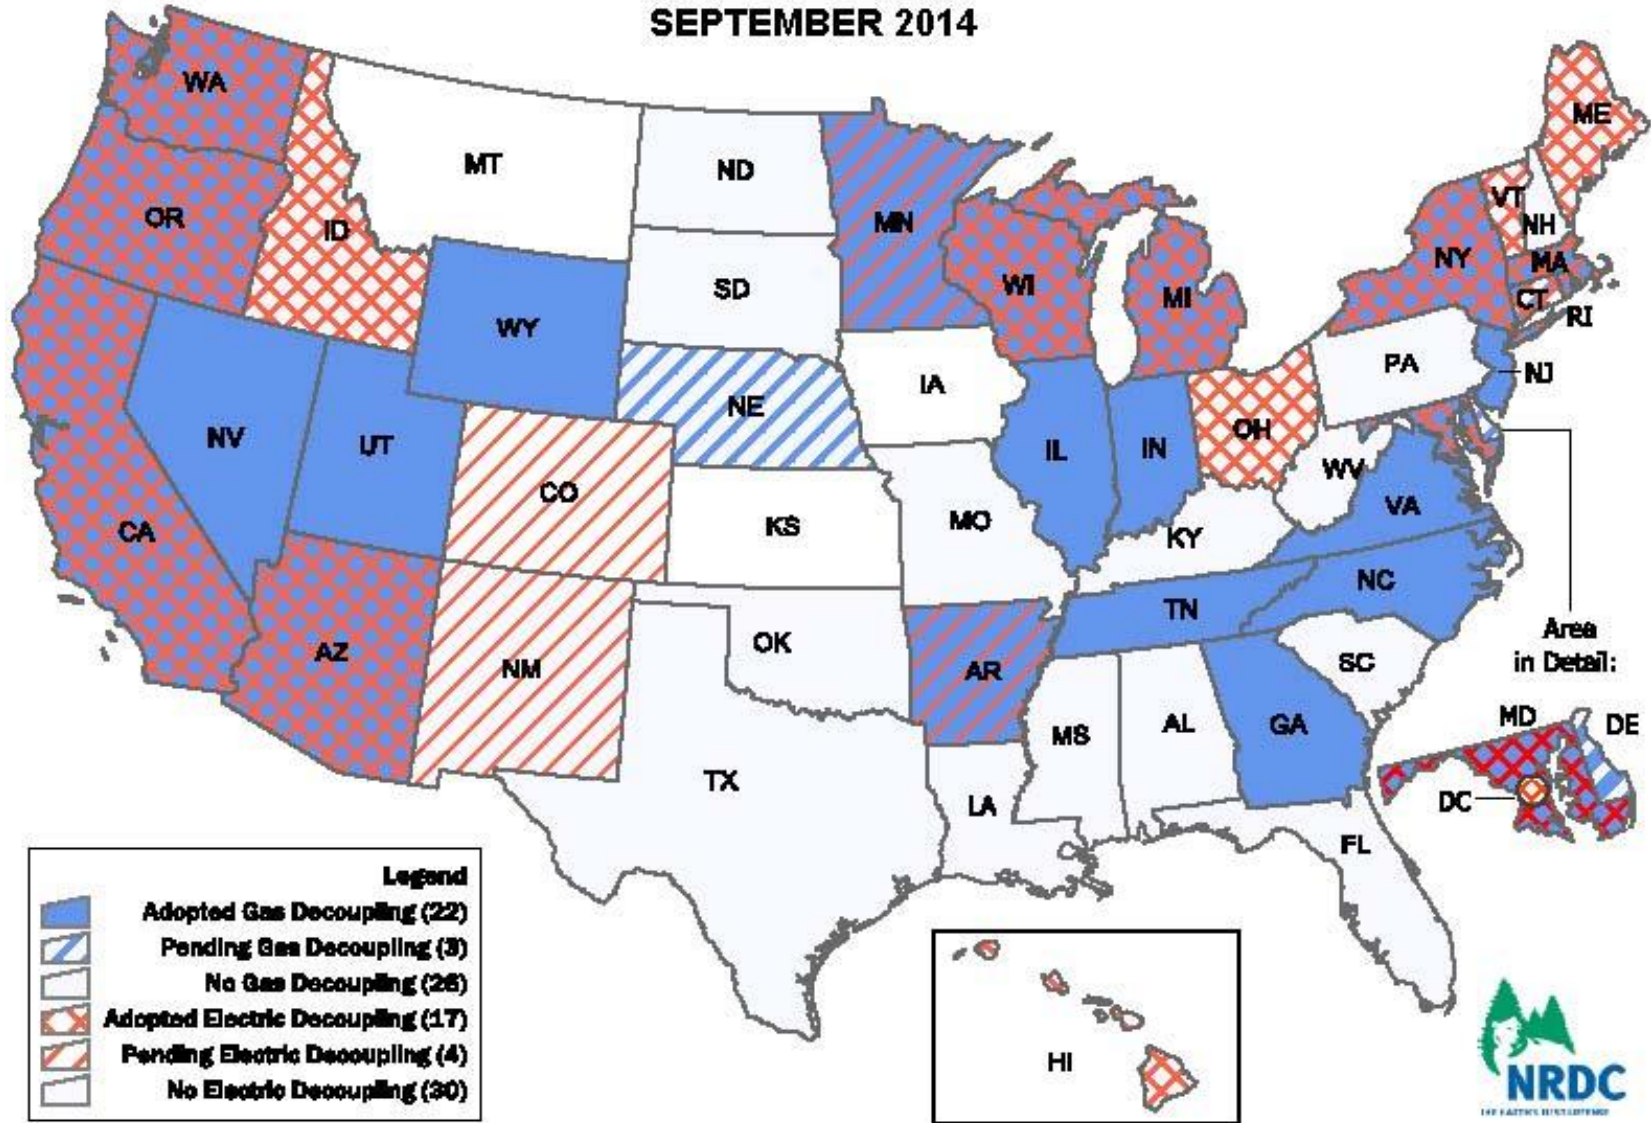 SEPTEMBER 2014
WA
MT
ND
MN
ME
OR
ID
VT
NH
NY
MA
WI
MI
SD
WY
CT
RI
PA
NJ
IA
NE
OH
NV
UT
IL
IN
WV
CO
VA
CA
KS
MO
KY
NC
TN
AZ
NM
OK
AR
SC
Area
in Detail:
MS
AL
GA
MD
DE
TX
LA
DC
FL
Legend
Adopted Gas Decoupling (22)
Pending Gas Decoupling (3)
No Gas Decoupling (26)
Adopted Electric Decoupling (17)
Pending Electric Decoupling (4)
No Electric Decoupling (30)
HI
NRDC
THE EARTH'S BEST DEFENSE